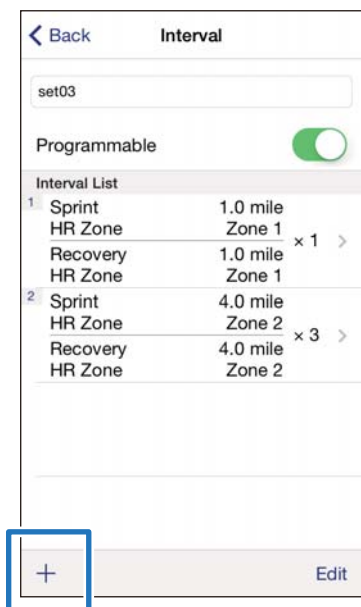 Back Interval
set03
Programmable
Interval List
1 Sprint 1.0 mile
HR Zone Zone 1
× 1
Recovery 1.0 mile
HR Zone Zone 1
2 Sprint 4.0 mile
HR Zone Zone 2
× 3
Recovery 4.0 mile
HR Zone Zone 2
+ Edit